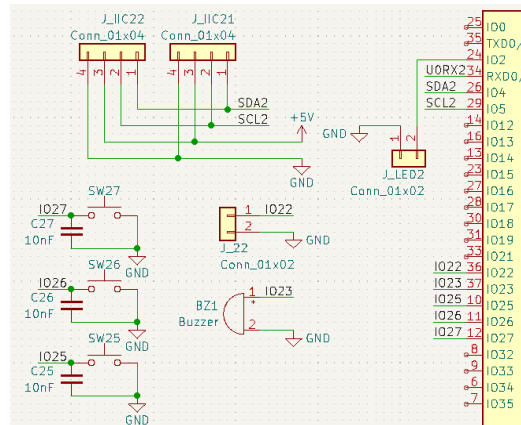 J_IIC22 J_IIC21
Conn_01x04 Conn_01x04
4 3 2 1 4 3 2 1
SDA2
SCL2
+5V
GND
GND
1 2
J_LED2
Conn_01x02
IO27 SW27
C27
10nF
GND
IO26 SW26
C26
10nF
GND
IO25 SW25
C25
10nF
GND
1 IO22
2
GND
J_22
Conn_01x02
BZ1
Buzzer
1 IO23
+
2
GND
25 IO0
35 TXD0/
24 IO2
U0RX2 34 RXD0/
SDA2 26 IO4
SCL2 29 IO5
14 IO12
16 IO13
13 IO14
23 IO15
27 IO16
28 IO17
30 IO18
31 IO19
33 IO21
IO22 36 IO22
IO23 37 IO23
IO25 10 IO25
IO26 11 IO26
IO27 12 IO27
8 IO32
9 IO33
6 IO34
7 IO35